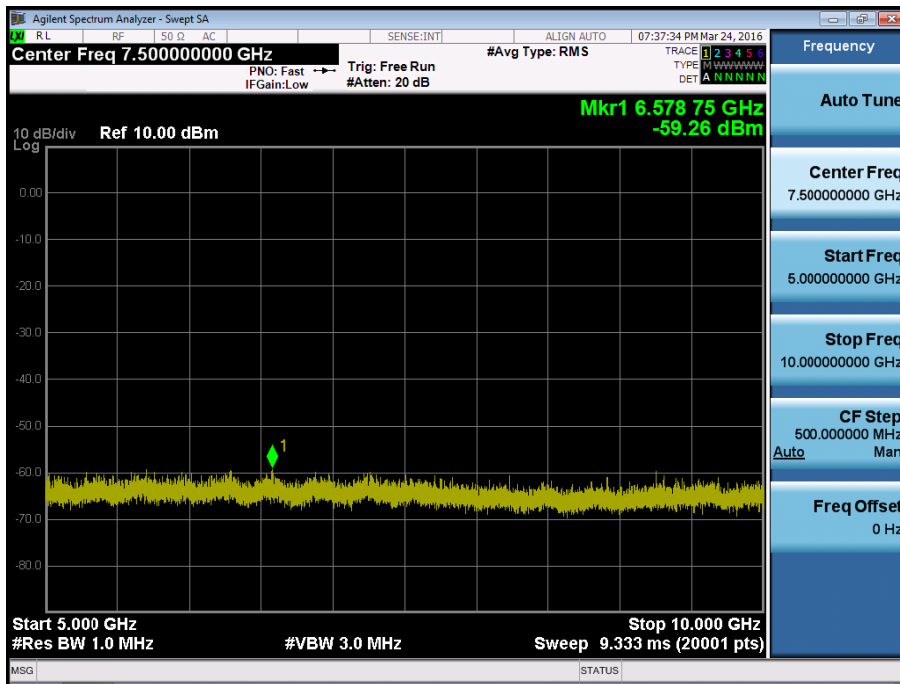 Agilent Spectrum Analyzer - Swept SA
LXI RL RF 50 Ω AC SENSE:INT ALIGN AUTO 07:37:34 PM Mar 24, 2016
Center Freq 7.500000000 GHz
PNO: Fast
IFGain:Low
Trig: Free Run
#Atten: 20 dB
#Avg Type: RMS
TRACE 1 2 3 4 5 6
TYPE M WWWWW
DET A N N N N N
Mkr1 6.578 75 GHz
-59.26 dBm
10 dB/div
Log
Ref 10.00 dBm
0.00
-10.0
-20.0
-30.0
-40.0
-50.0
-60.0
-70.0
-80.0
1
Start 5.000 GHz
Stop 10.000 GHz
#Res BW 1.0 MHz
#VBW 3.0 MHz
Sweep 9.333 ms (20001 pts)
MSG
STATUS
Frequency
Auto Tune
Center Freq
7.500000000 GHz
Start Freq
5.000000000 GHz
Stop Freq
10.000000000 GHz
CF Step
500.000000 MHz
Auto Man
Freq Offset
0 Hz